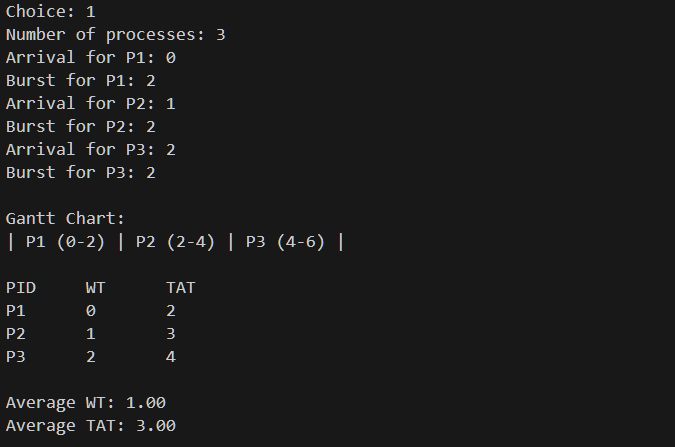 Choice: 1
Number of processes: 3
Arrival for P1: 0
Burst for P1: 2
Arrival for P2: 1
Burst for P2: 2
Arrival for P3: 2
Burst for P3: 2

Gantt Chart:
| P1 (0-2) | P2 (2-4) | P3 (4-6) |

PID     WT      TAT
P1      0       2
P2      1       3
P3      2       4

Average WT: 1.00
Average TAT: 3.00